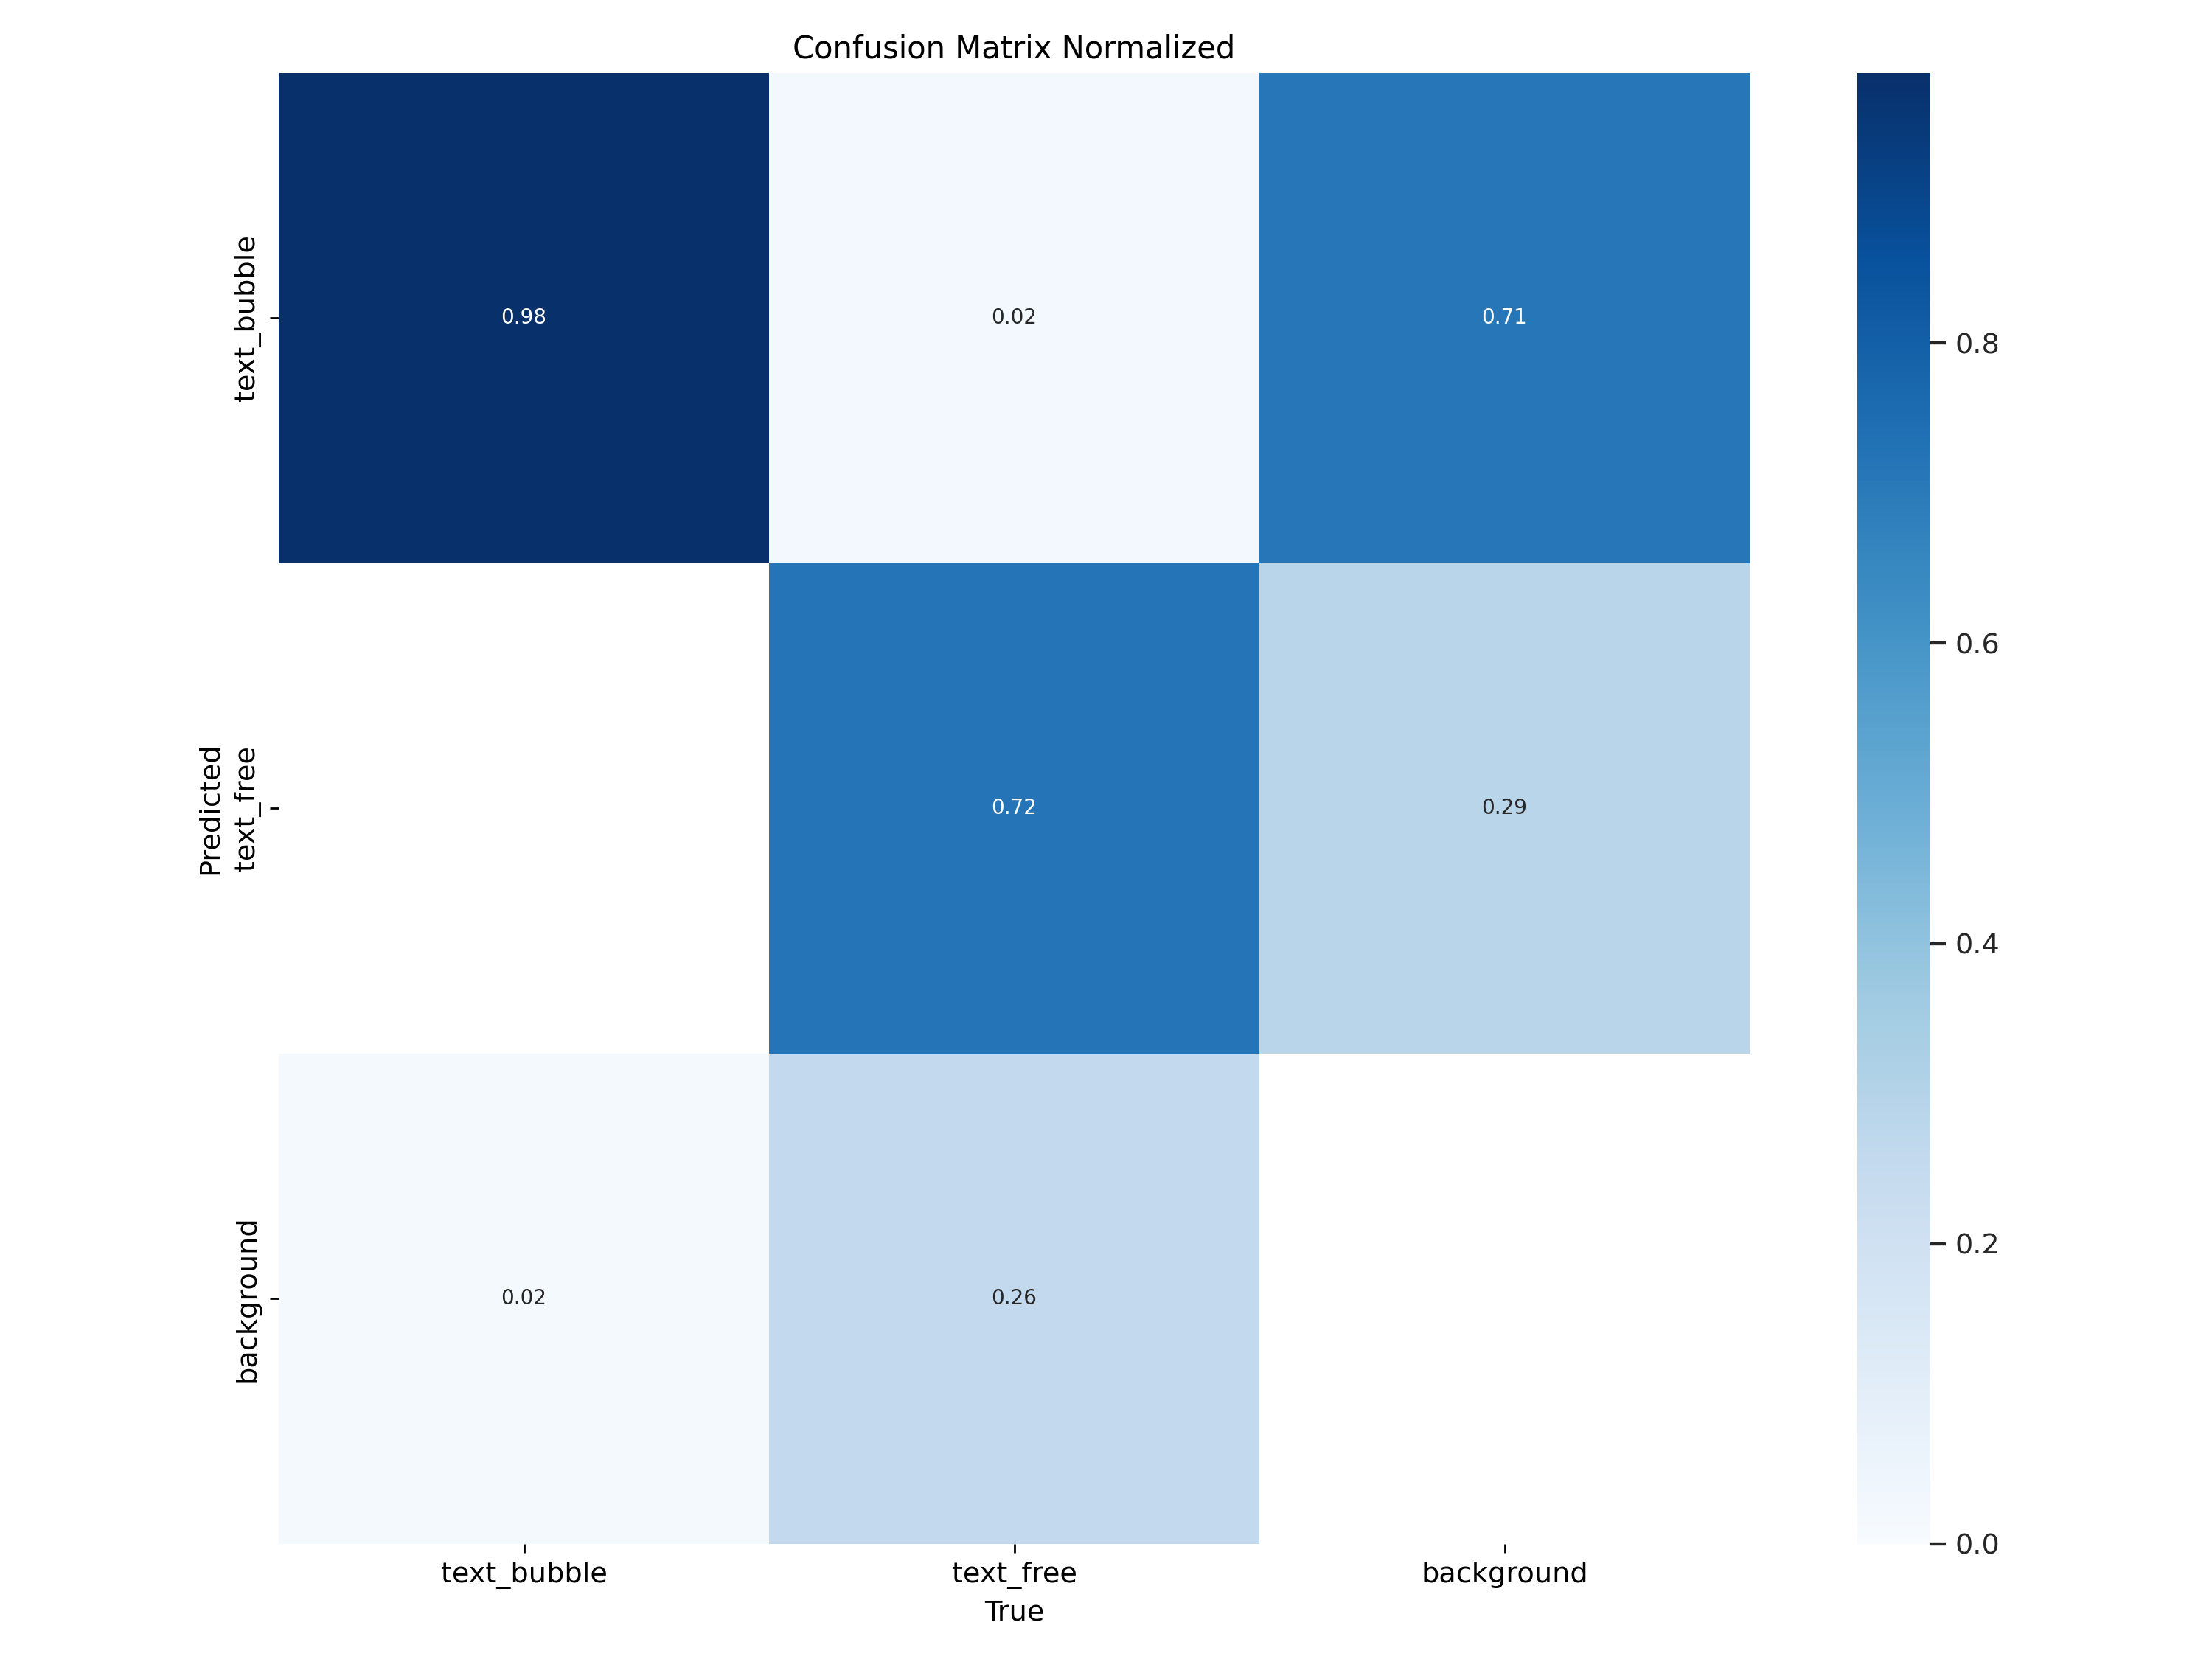 Confusion Matrix Normalized
text_bubble
0.98
0.02
0.71
0.8
0.6
Predicted
text_free
0.72
0.29
0.4
0.2
background
0.02
0.26
0.0
text_bubble
text_free
background
True